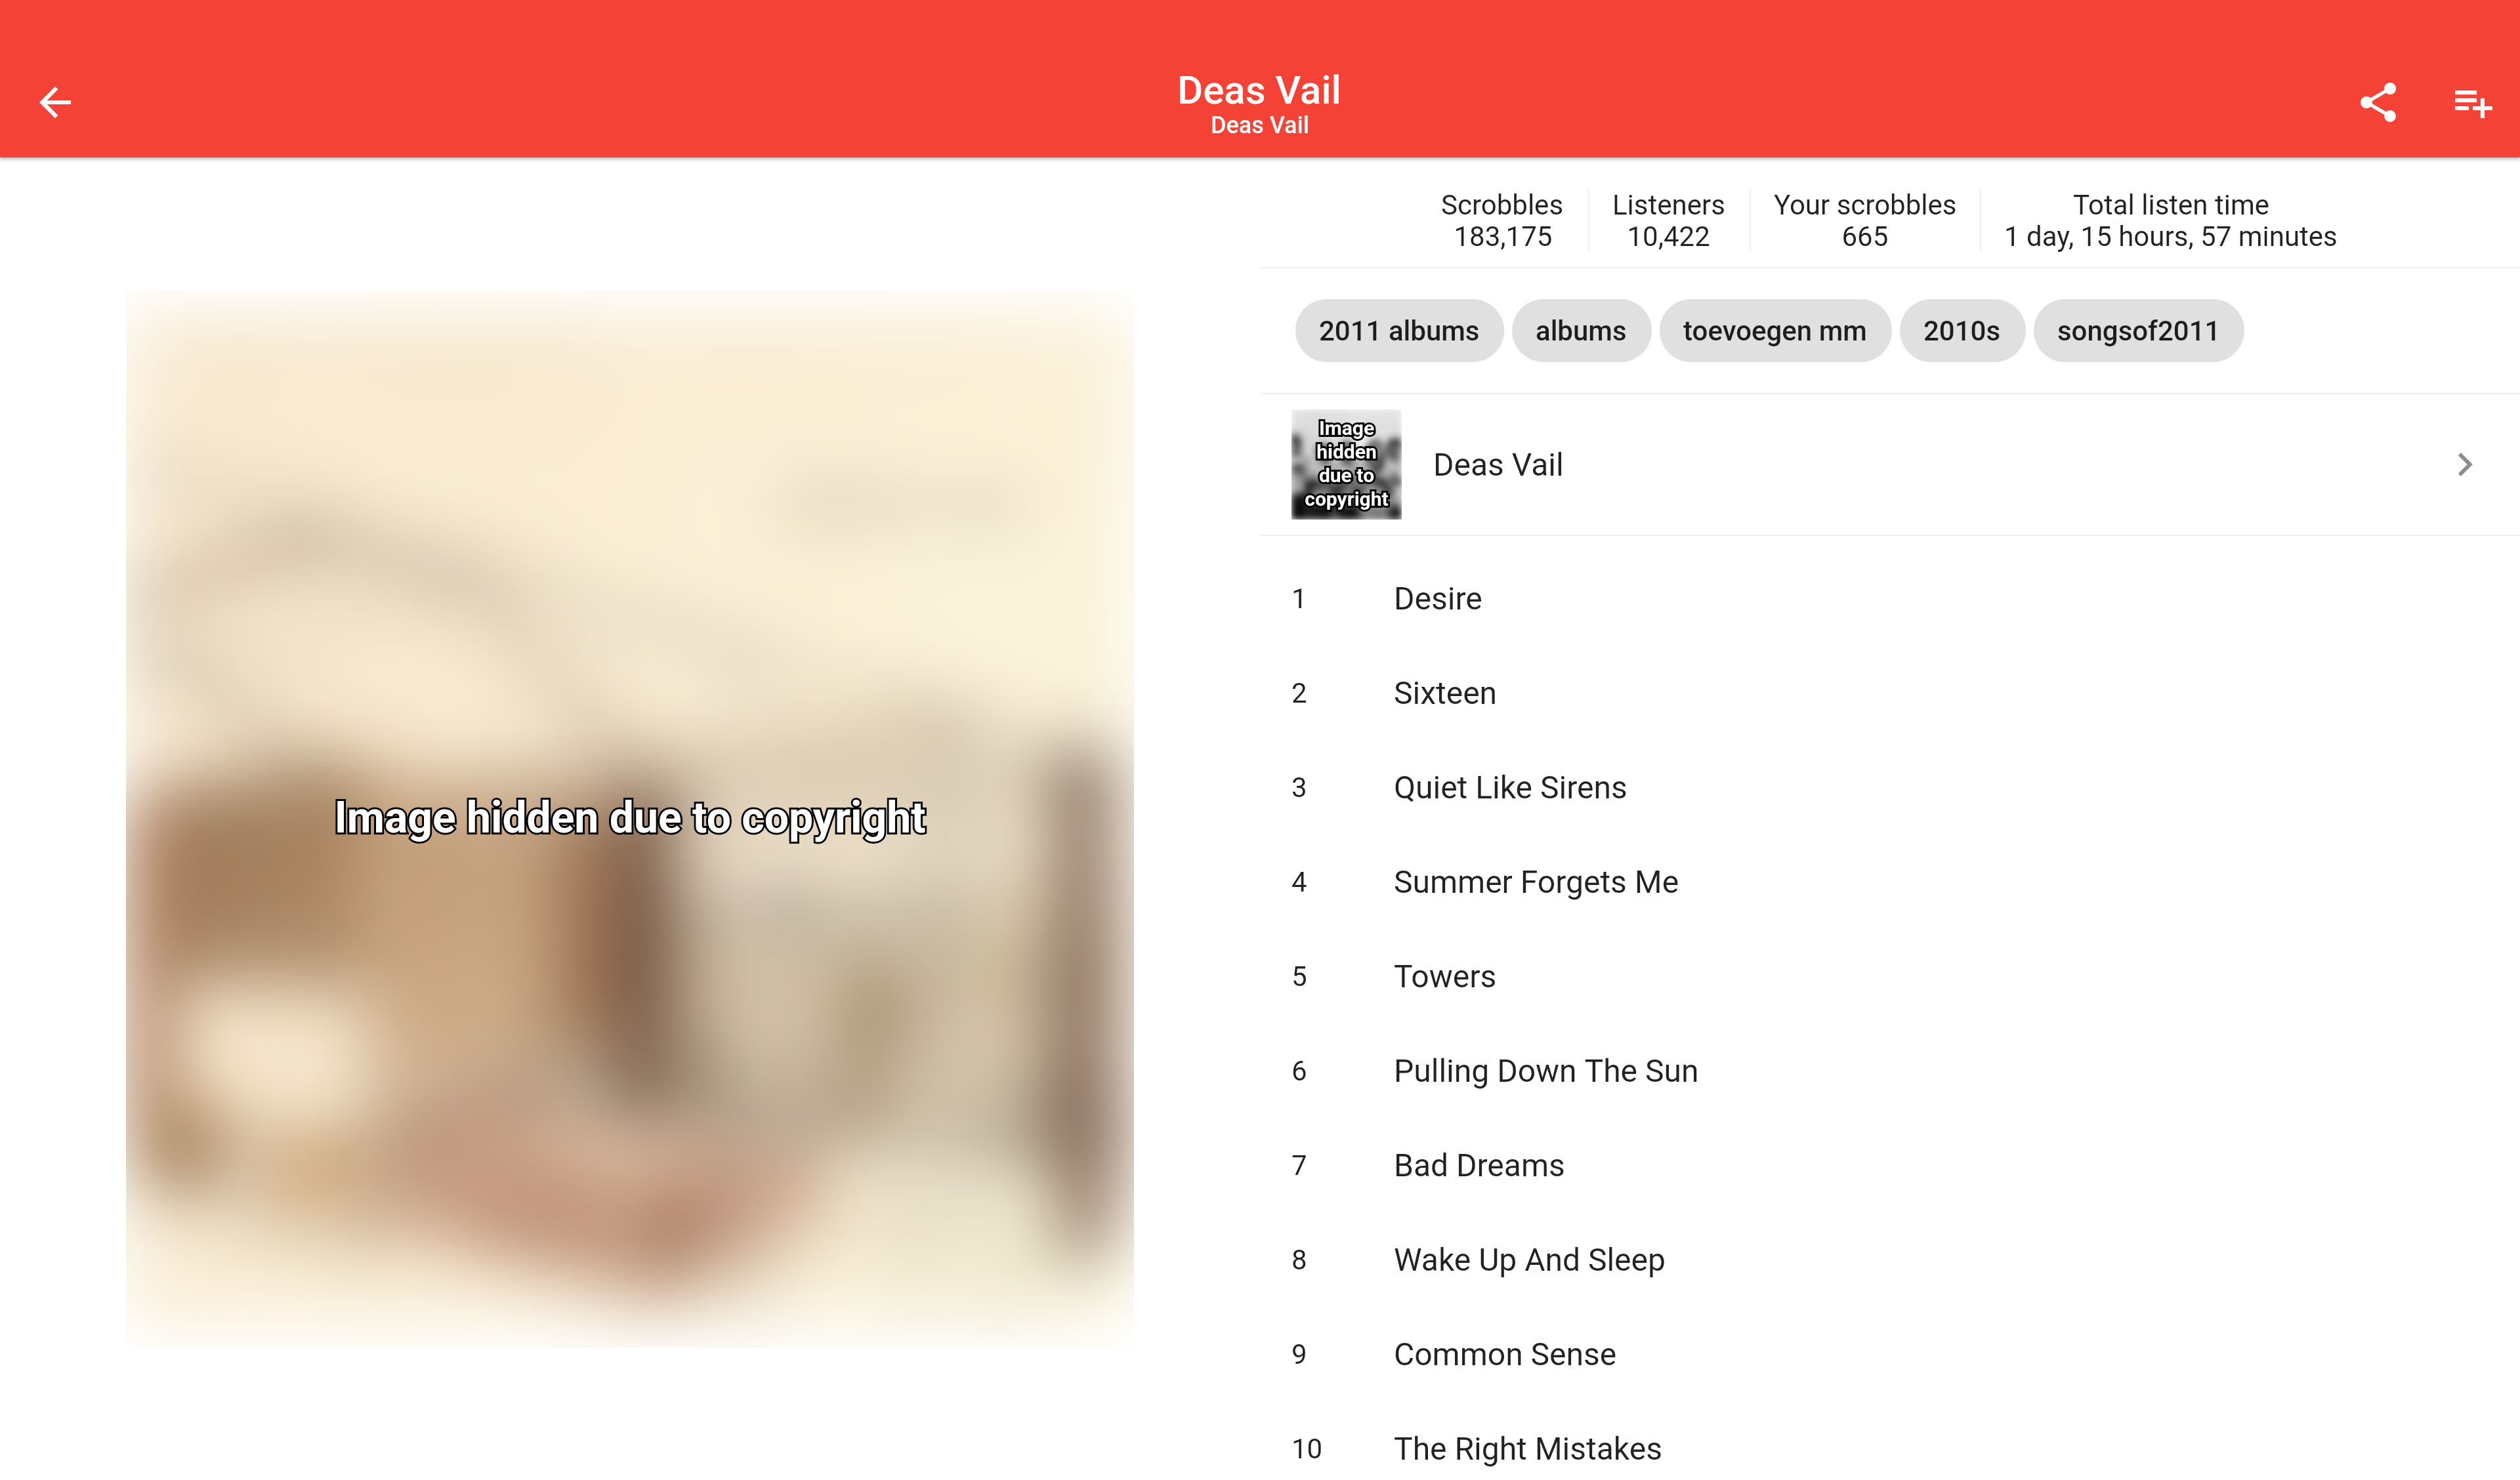 Deas Vail
Deas Vail
Scrobbles
183,175
Listeners
10,422
Your scrobbles
665
Total listen time
1 day, 15 hours, 57 minutes
2011 albums
albums
toevoegen mm
2010s
songsof2011
Image hidden due to copyright
Image
hidden
due to
copyright
Deas Vail
1 Desire
2 Sixteen
3 Quiet Like Sirens
4 Summer Forgets Me
5 Towers
6 Pulling Down The Sun
7 Bad Dreams
8 Wake Up And Sleep
9 Common Sense
10 The Right Mistakes